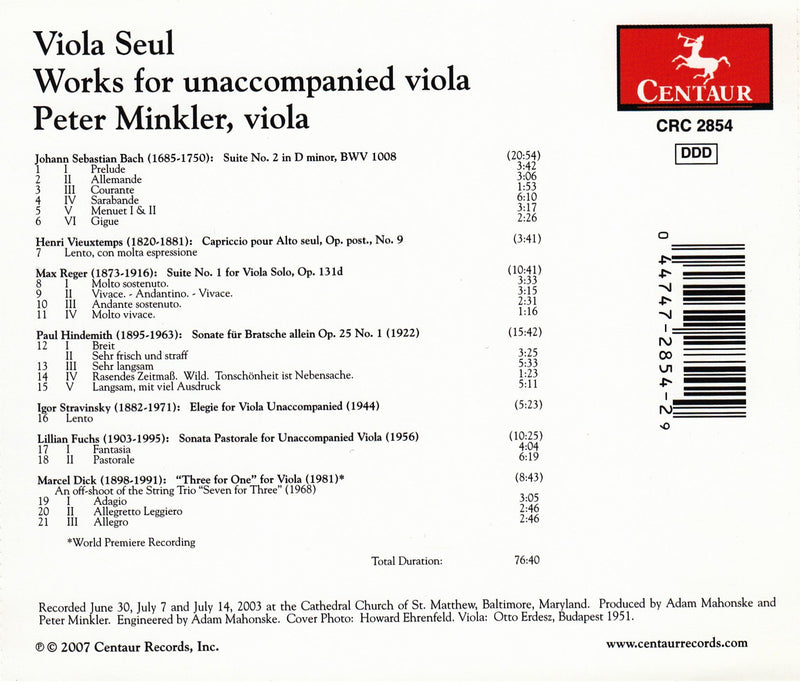 Viola Seul
Works for unaccompanied viola
Peter Minkler, viola
CENTAUR
CRC 2854
DDD
Johann Sebastian Bach (1685-1750): Suite No. 2 in D minor, BWV 1008 (20:54)
1 I Prelude 3:42
2 II Allemande 3:06
3 III Courante 1:53
4 IV Sarabande 6:10
5 V Menuet I & II 3:17
6 VI Gigue 2:26
Henri Vieuxtemps (1820-1881): Capriccio pour Alto seul, Op. post., No. 9 (3:41)
7 Lento, con molta espressione
Max Reger (1873-1916): Suite No. 1 for Viola Solo, Op. 131d (10:41)
8 I Molto sostenuto. 3:33
9 II Vivace. - Andantino. - Vivace. 3:15
10 III Andante sostenuto. 2:31
11 IV Molto vivace. 1:16
Paul Hindemith (1895-1963): Sonate für Bratsche allein Op. 25 No. 1 (1922) (15:42)
12 I Breit
II Sehr frisch und straff 3:25
13 III Sehr langsam 5:33
14 IV Rasendes Zeitmaß. Wild. Tonschönheit ist Nebensache. 1:23
15 V Langsam, mit viel Ausdruck 5:11
Igor Stravinsky (1882-1971): Elegie for Viola Unaccompanied (1944) (5:23)
16 Lento
Lillian Fuchs (1903-1995): Sonata Pastorale for Unaccompanied Viola (1956) (10:25)
17 I Fantasia 4:04
18 II Pastorale 6:19
Marcel Dick (1898-1991): “Three for One” for Viola (1981)* (8:43)
An off-shoot of the String Trio “Seven for Three” (1968)
19 I Adagio 3:05
20 II Allegretto Leggiero 2:46
21 III Allegro 2:46
*World Premiere Recording
Total Duration: 76:40
0 44747-2854-2 9
Recorded June 30, July 7 and July 14, 2003 at the Cathedral Church of St. Matthew, Baltimore, Maryland. Produced by Adam Mahonske and
Peter Minkler. Engineered by Adam Mahonske. Cover Photo: Howard Ehrenfeld. Viola: Otto Erdesz, Budapest 1951.
℗ © 2007 Centaur Records, Inc.
www.centaurrecords.com